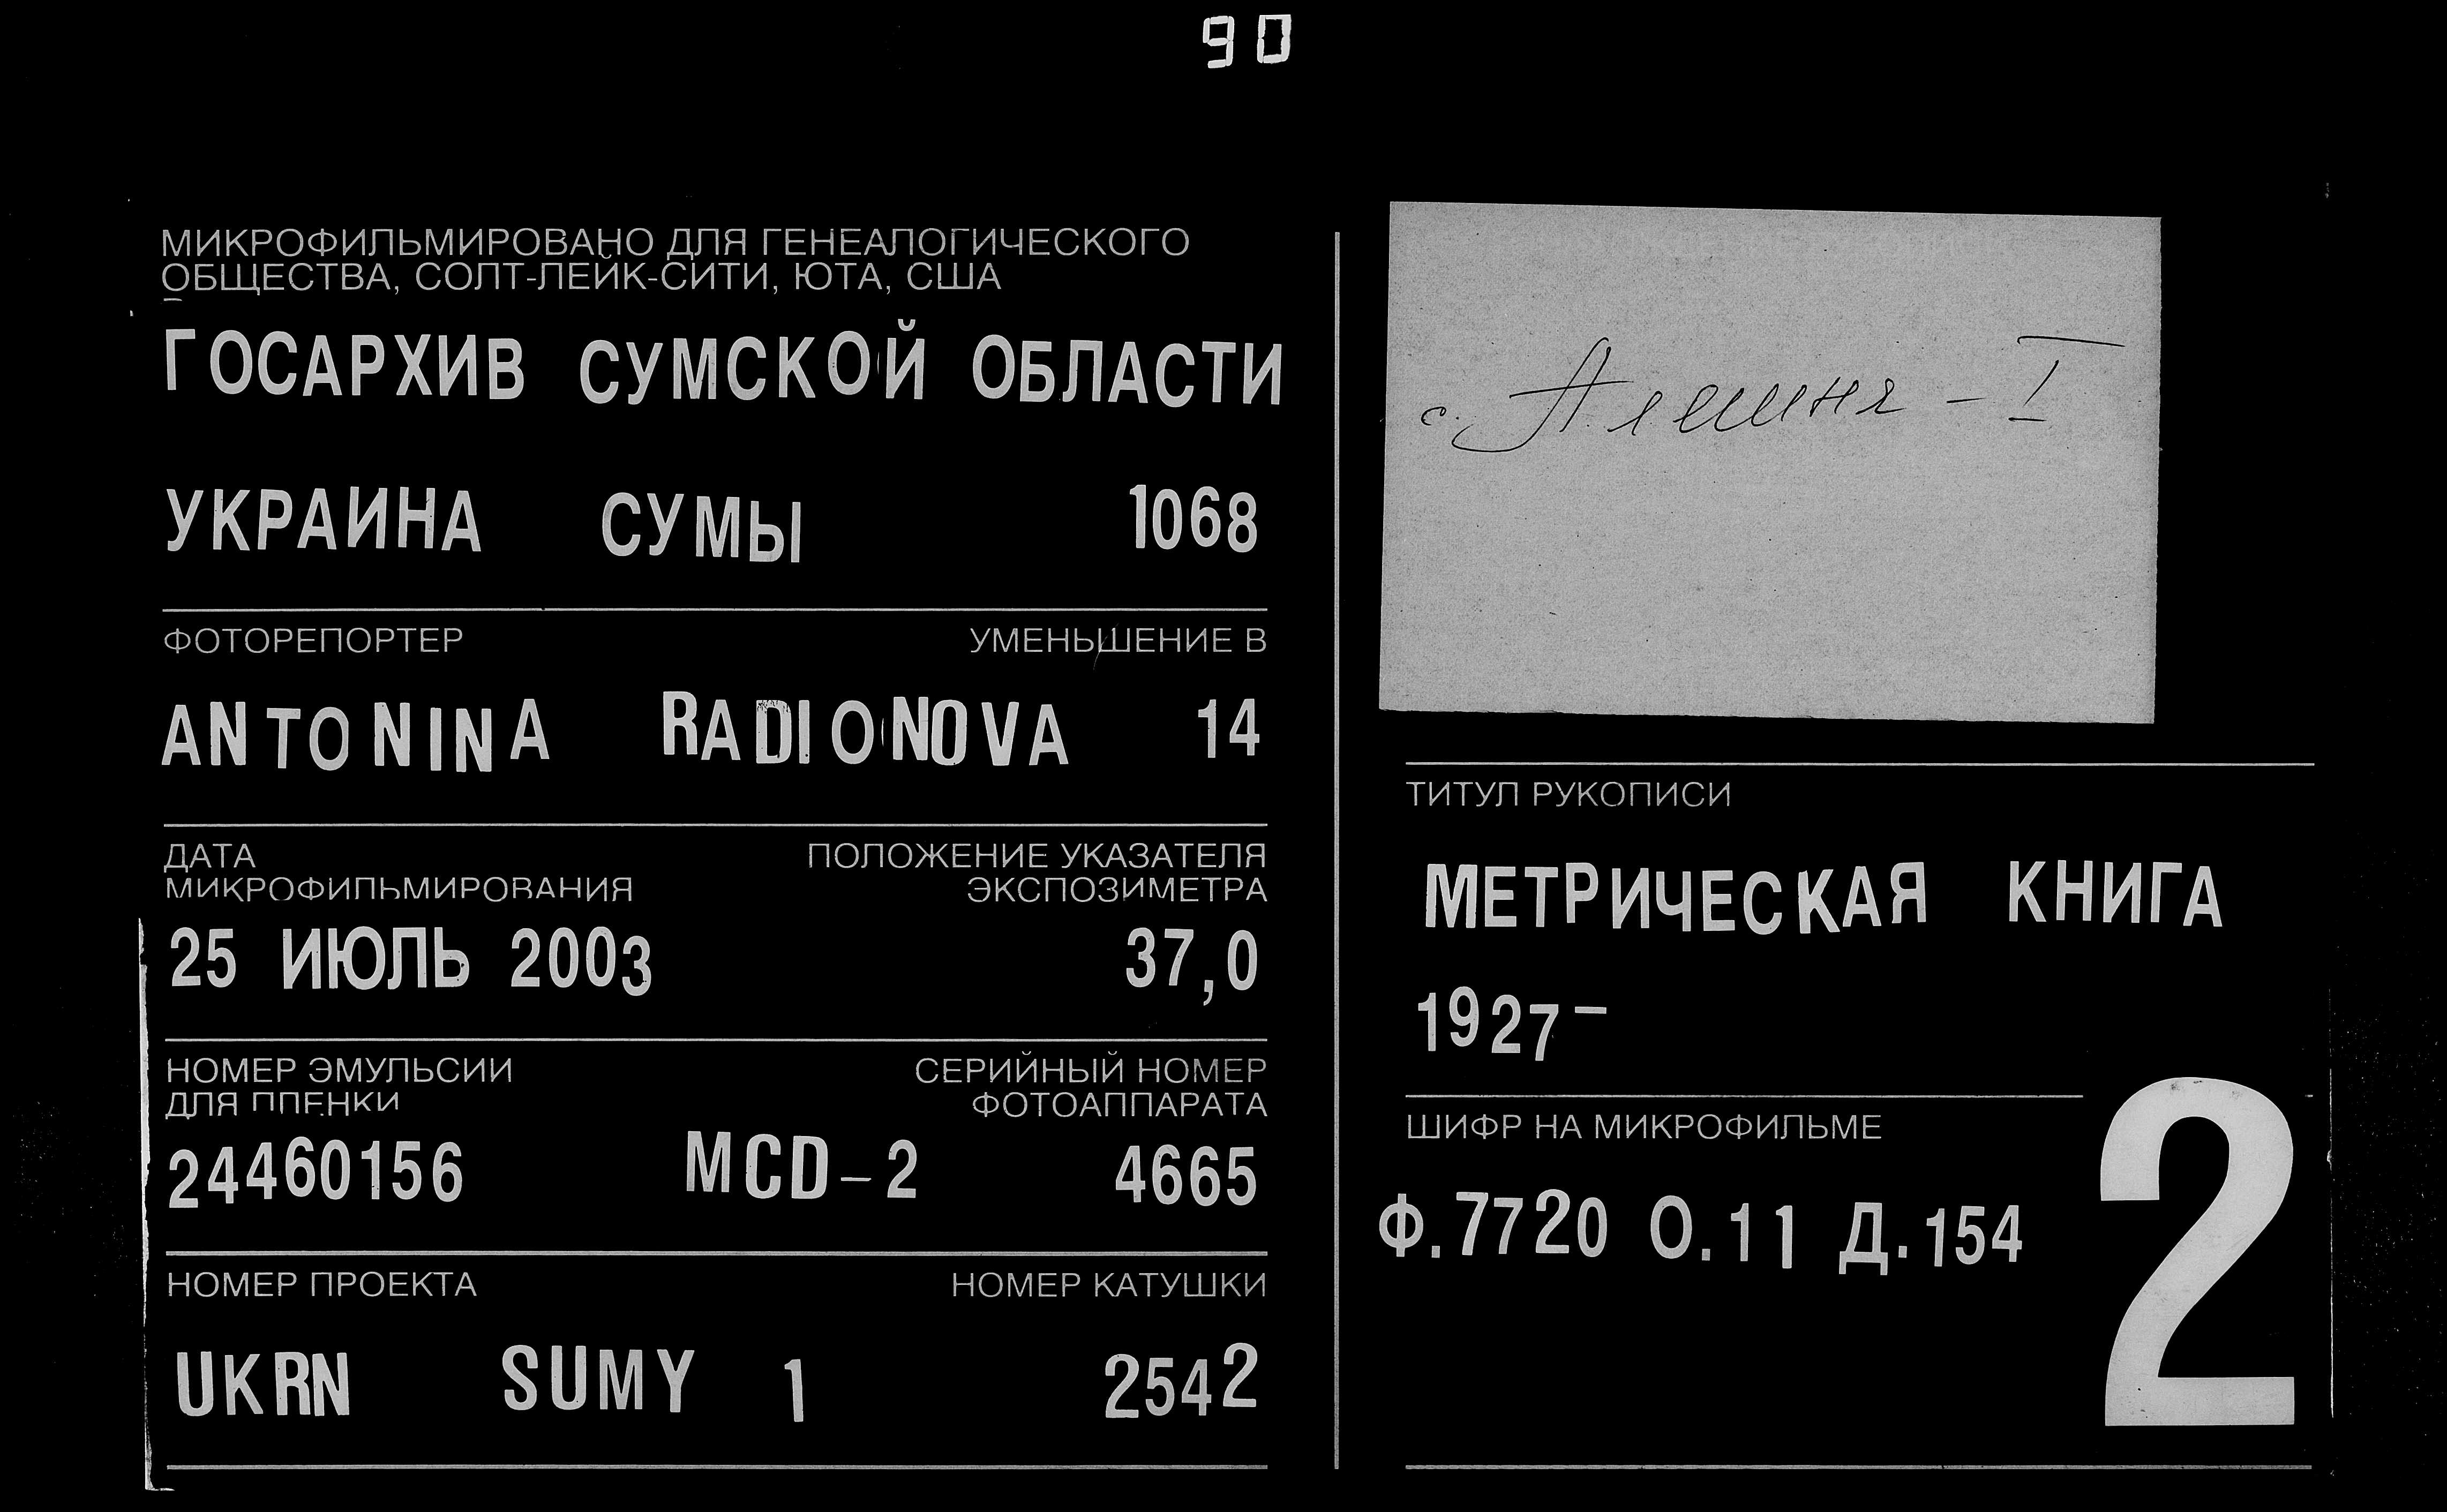 90
МИКРОФИЛЬМИРОВАНО ДЛЯ ГЕНЕАЛОГИЧЕСКОГО
ОБЩЕСТВА, СОЛТ-ЛЕЙК-СИТИ, ЮТА, США
ГОСАРХИВ СУМСКОЙ ОБЛАСТИ
УКРАИНА СУМЫ 1068
ФОТОРЕПОРТЕР УМЕНЬШЕНИЕ В
ANTONINA RADIONOVA 14
ДАТА ПОЛОЖЕНИЕ УКАЗАТЕЛЯ
МИКРОФИЛЬМИРОВАНИЯ ЭКСПОЗИМЕТРА
25 ИЮЛЬ 2003 37,0
НОМЕР ЭМУЛЬСИИ СЕРИЙНЫЙ НОМЕР
ДЛЯ ПЛЕНКИ ФОТОАППАРАТА
24460156 MCD-2 4665
НОМЕР ПРОЕКТА НОМЕР КАТУШКИ
UKRN SUMY 1 2542
с. - I
ТИТУЛ РУКОПИСИ
МЕТРИЧЕСКАЯ КНИГА
1927-
ШИФР НА МИКРОФИЛЬМЕ
Ф.7720 О.11 Д.154
2